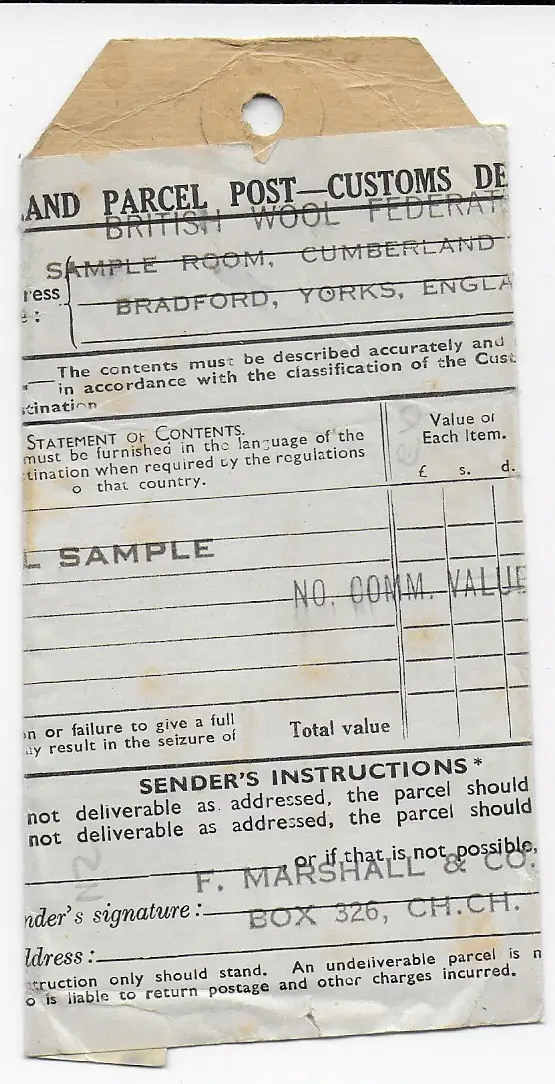 AND PARCEL POST—CUSTOMS DE
BRITISH WOOL FEDERAT
SAMPLE ROOM, CUMBERLAND
ress
BRADFORD, YORKS, ENGLA
e :
The contents must be described accurately and
— in accordance with the classification of the Cust
tination
STATEMENT OF CONTENTS.
must be furnished in the language of the
tination when required by the regulations
o that country.
Value of
Each Item.
£ s. d.
L SAMPLE
NO. COMM. VALUE
n or failure to give a full
ay result in the seizure of
Total value
SENDER'S INSTRUCTIONS*
not deliverable as addressed, the parcel should
not deliverable as addressed, the parcel should
, or if that is not possible,
F. MARSHALL & CO.
nder's signature :
BOX 326, CH.CH.
ddress :
struction only should stand. An undeliverable parcel is n
o is liable to return postage and other charges incurred.